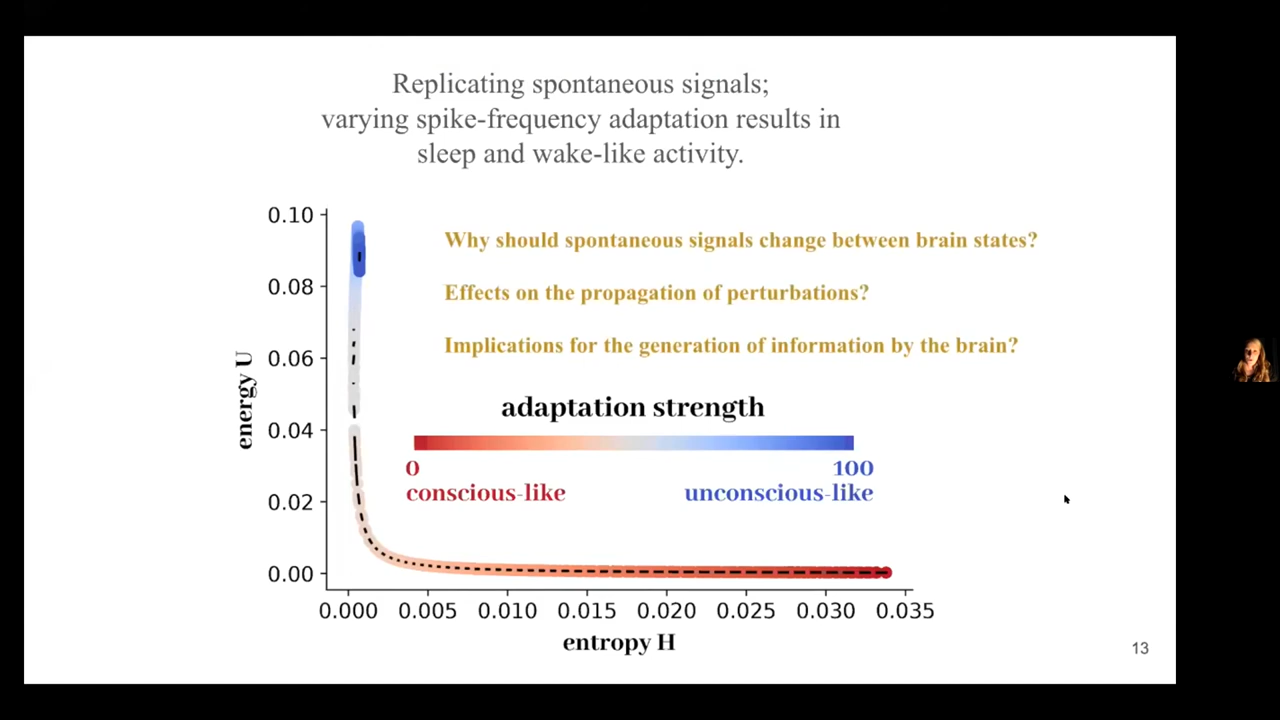 Replicating spontaneous signals;
varying spike-frequency adaptation results in
sleep and wake-like activity.
0.10
Why should spontaneous signals change between brain states?
0.08
Effects on the propagation of perturbations?
0.06
Implications for the generation of information by the brain?
energy U
adaptation strength
0.04
0
100
conscious-like
unconscious-like
0.02
0.00
0.000 0.005 0.010 0.015 0.020 0.025 0.030 0.035
entropy H
13